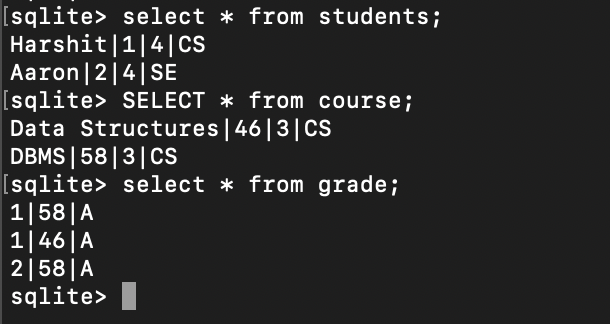 [sqlite> select * from students;
Harshit|1|4|CS
Aaron|2|4|SE
[sqlite> SELECT * from course;
Data Structures|46|3|CS
DBMS|58|3|CS
[sqlite> select * from grade;
1|58|A
1|46|A
2|58|A
sqlite>